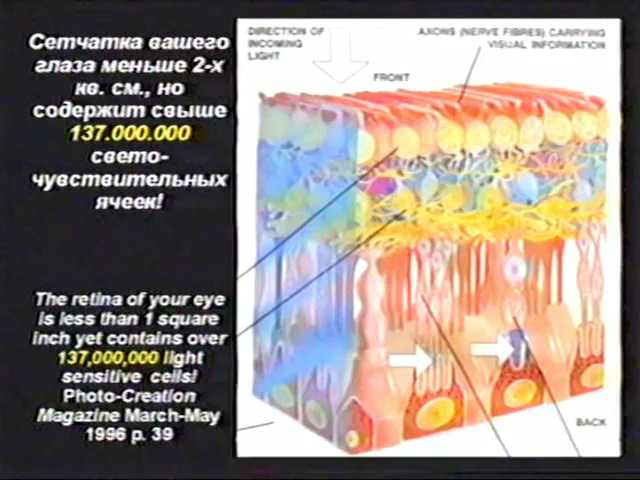 Сетчатка вашего
глаза меньше 2-х
кв. см., но
содержит свыше
137.000.000
свето-
чувствительных
ячеек!
The retina of your eye
is less than 1 square
inch yet contains over
137,000,000 light
sensitive cells!
Photo-Creation
Magazine March-May
1996 p. 39
DIRECTION OF
INCOMING
LIGHT
AXONS (NERVE FIBRES) CARRYING
VISUAL INFORMATION
FRONT
BACK